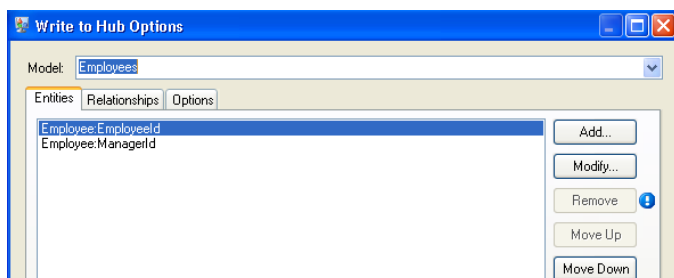 Write to Hub Options
Model: Employees
Entities Relationships Options
Employee:EmployeeId
Employee:ManagerId
Add...
Modify...
Remove
Move Up
Move Down